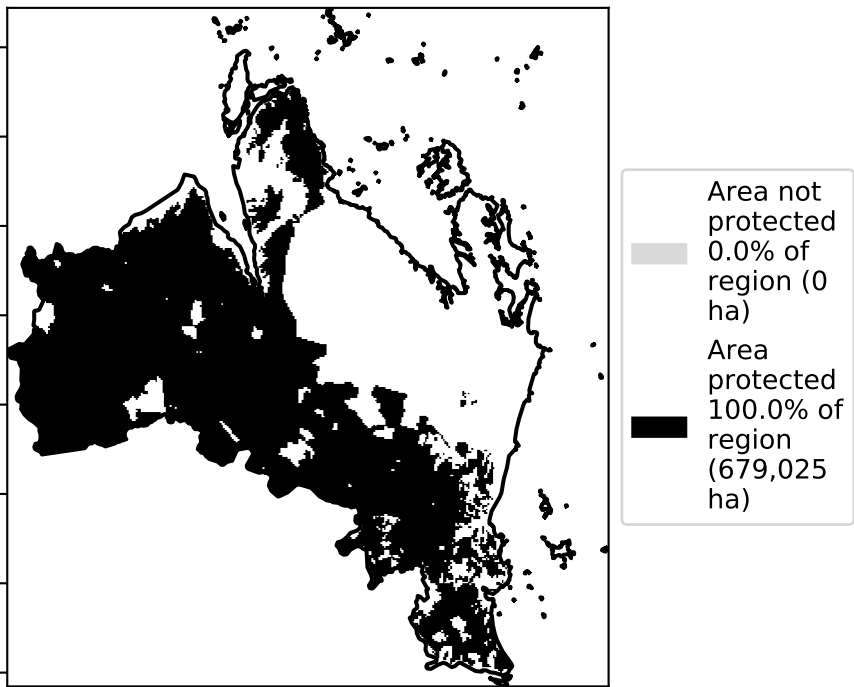 Area not
protected
0.0% of
region (0
ha)
Area
protected
100.0% of
region
(679,025
ha)